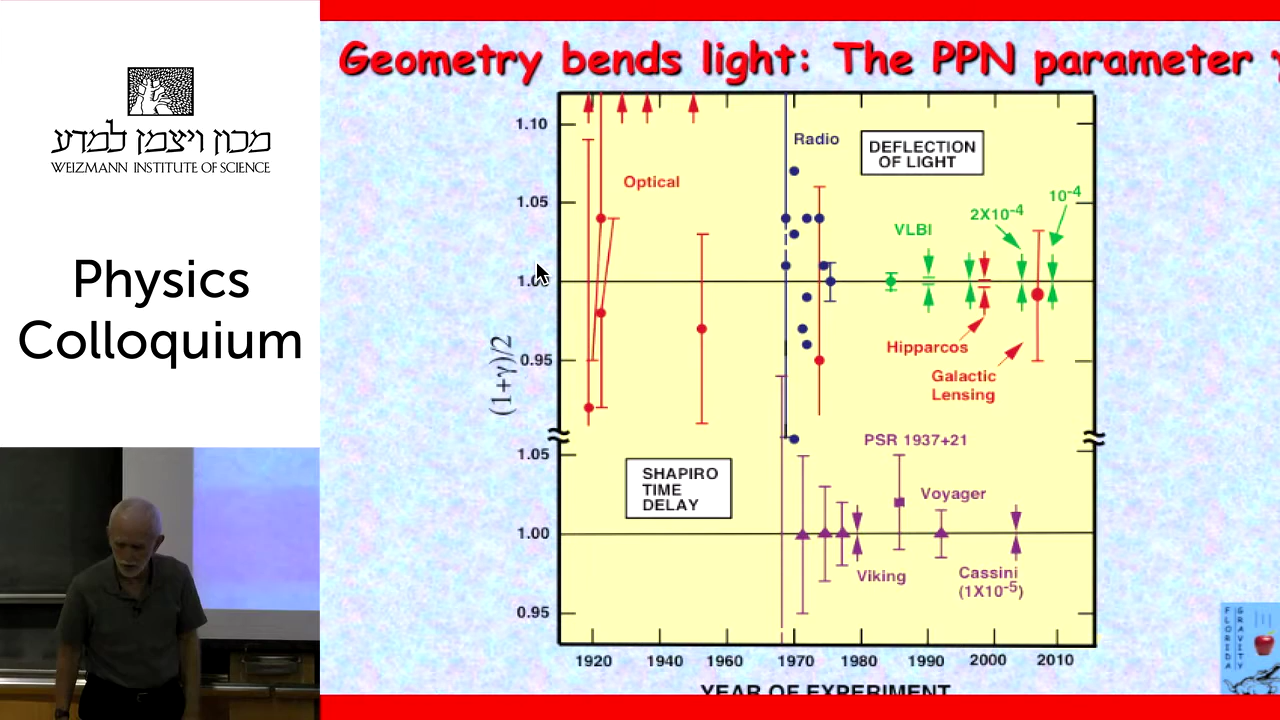 מכון ויצמן למדע
WEIZMANN INSTITUTE OF SCIENCE
Physics
Colloquium
Geometry bends light: The PPN parameter
1.10
1.05
1.00
0.95
1.05
1.00
0.95
(1+γ)/2
Optical
Radio
DEFLECTION
OF LIGHT
VLBI
2X10-4
10-4
Hipparcos
Galactic
Lensing
SHAPIRO
TIME
DELAY
PSR 1937+21
Voyager
Viking
Cassini
(1X10-5)
1920
1940
1960
1970
1980
1990
2000
2010
YEAR OF EXPERIMENT
FLORIDA
GRAVITY